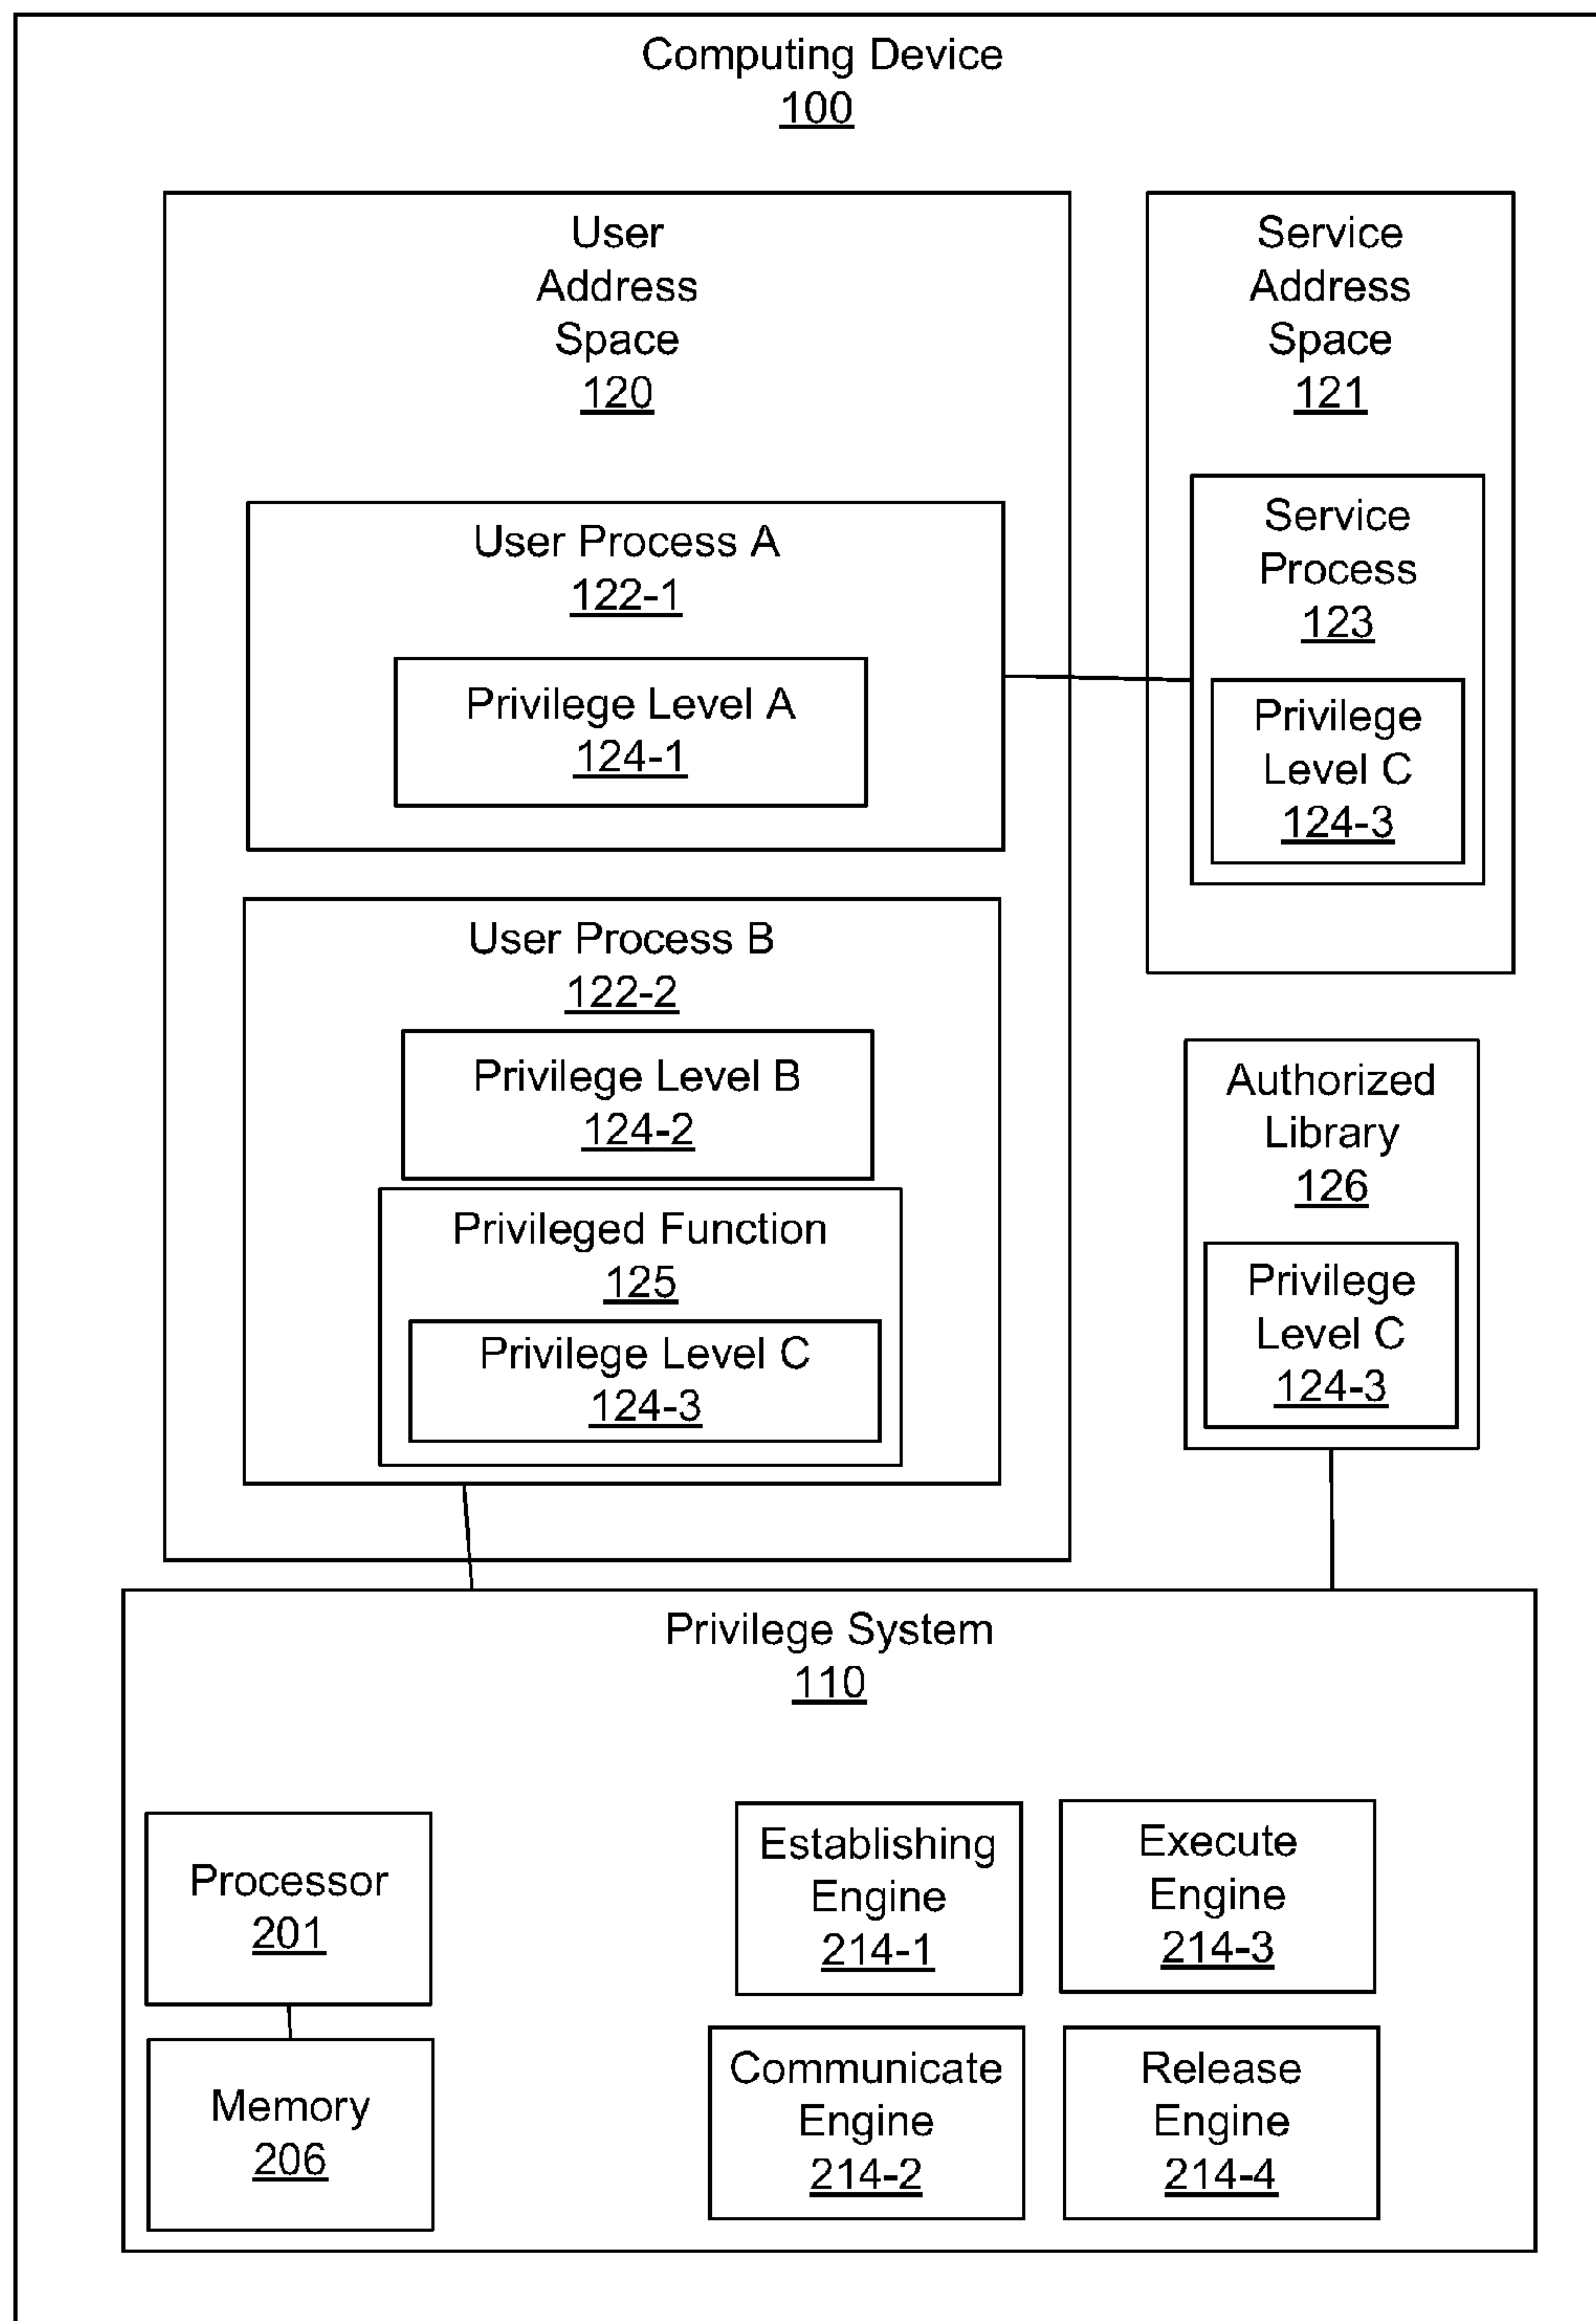 Computing Device
100
User
Address
Space
120
User Process A
122-1
Privilege Level A
124-1
User Process B
122-2
Privilege Level B
124-2
Privileged Function
125
Privilege Level C
124-3
Service
Address
Space
121
Service
Process
123
Privilege
Level C
124-3
Authorized
Library
126
Privilege
Level C
124-3
Privilege System
110
Processor
201
Memory
206
Establishing
Engine
214-1
Execute
Engine
214-3
Communicate
Engine
214-2
Release
Engine
214-4